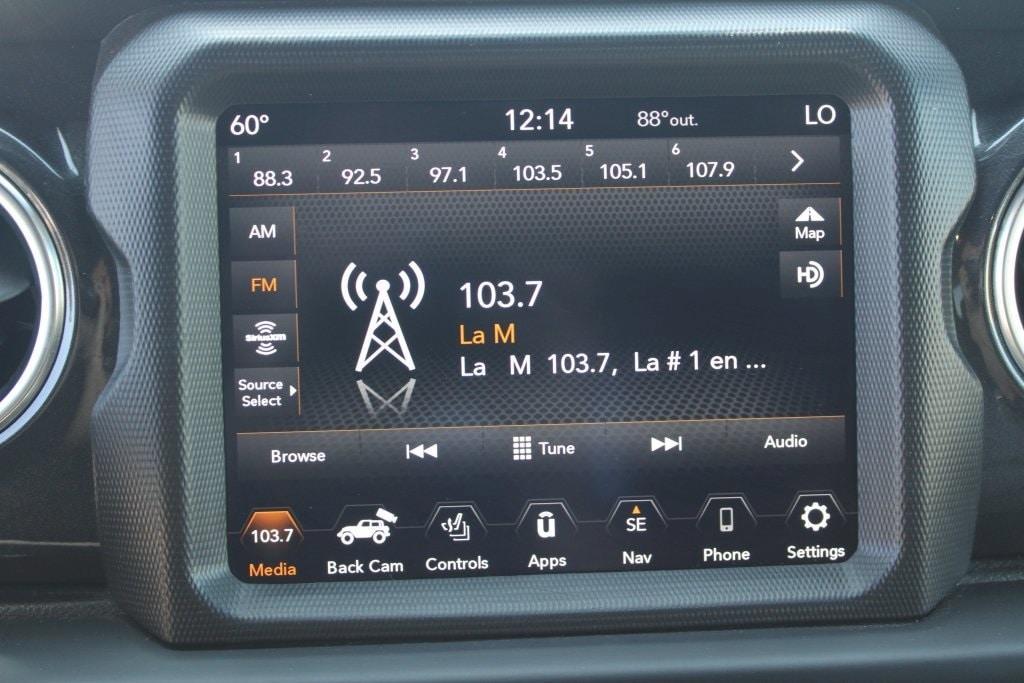 60° 12:14 88°out. LO
1 2 3 4 5 6
88.3 92.5 97.1 103.5 105.1 107.9
AM
Map
FM
HD
103.7
SiriusXM
La M
La M 103.7, La # 1 en ...
Source
Select
Browse Tune Audio
103.7 SE
Media Back Cam Controls Apps Nav Phone Settings